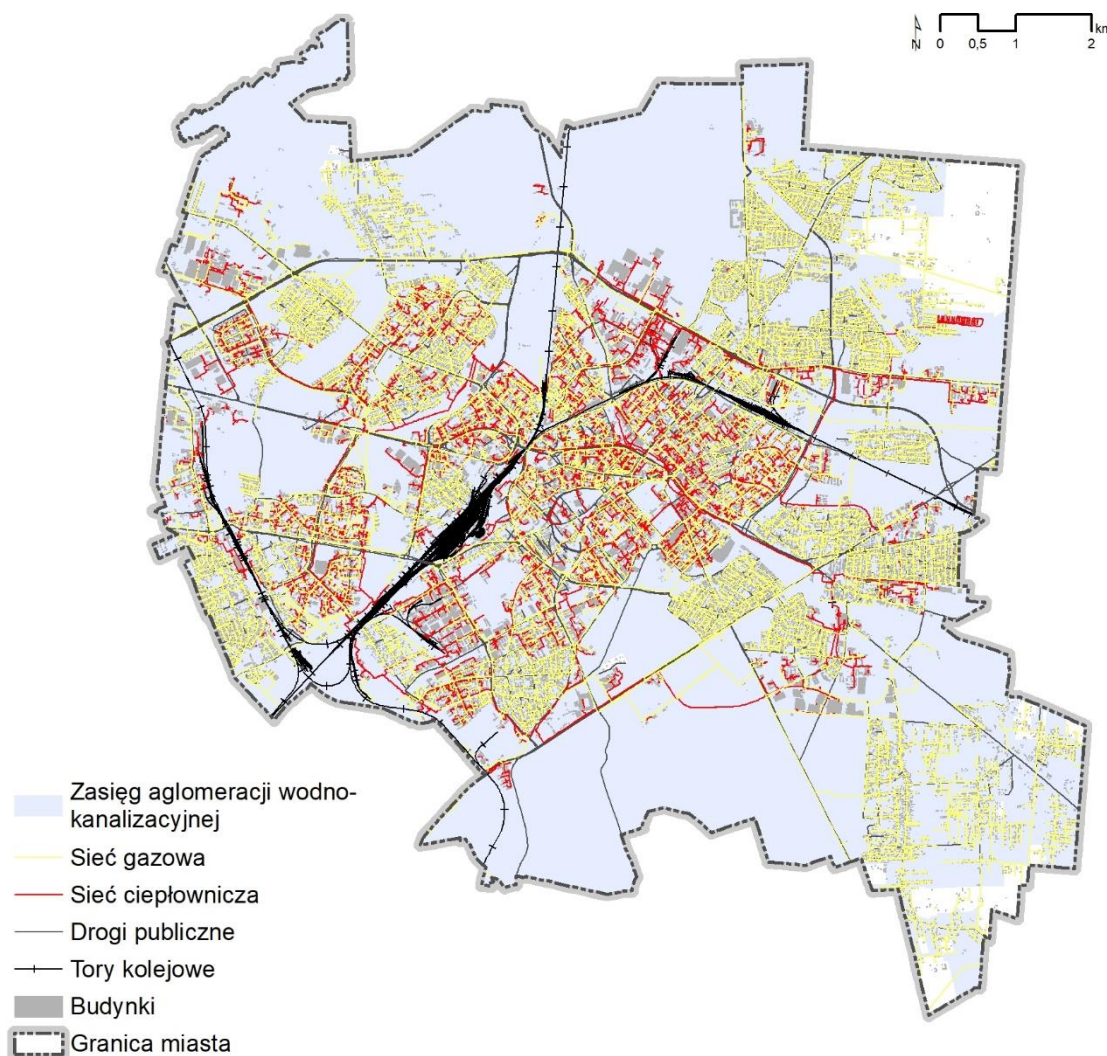 km
N 0 0,5 1 2
Zasięg aglomeracji wodno-
kanalizacyjnej
Sieć gazowa
Sieć ciepłownicza
Drogi publiczne
Tory kolejowe
Budynki
Granica miasta